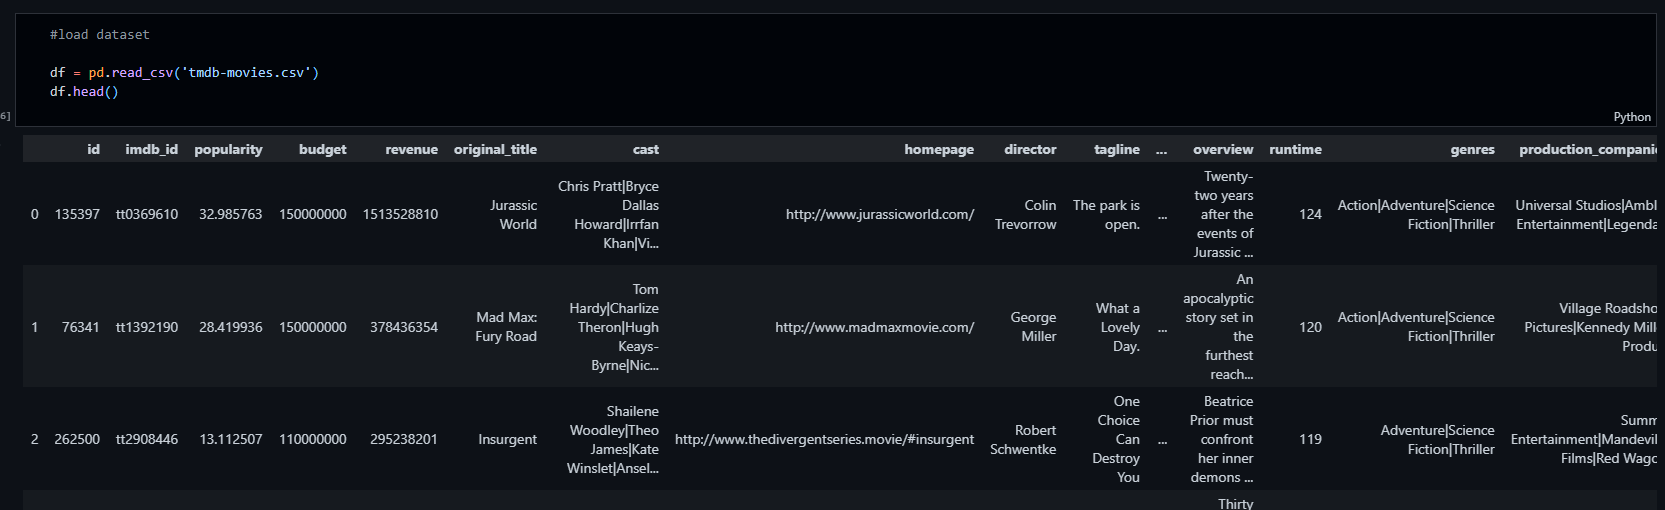 #load dataset
df = pd.read_csv('tmdb-movies.csv')
df.head()
6]
Python
id imdb_id popularity budget revenue original_title cast homepage director tagline ... overview runtime genres production_compani
0 135397 tt0369610 32.985763 150000000 1513528810 Jurassic World Chris Pratt|Bryce Dallas Howard|Irrfan Khan|Vi... http://www.jurassicworld.com/ Colin Trevorrow The park is open. ... Twenty-two years after the events of Jurassic ... 124 Action|Adventure|Science Fiction|Thriller Universal Studios|Ambl Entertainment|Legenda
1 76341 tt1392190 28.419936 150000000 378436354 Mad Max: Fury Road Tom Hardy|Charlize Theron|Hugh Keays-Byrne|Nic... http://www.madmaxmovie.com/ George Miller What a Lovely Day. ... An apocalyptic story set in the furthest reach... 120 Action|Adventure|Science Fiction|Thriller Village Roadsho Pictures|Kennedy Mill Produ
2 262500 tt2908446 13.112507 110000000 295238201 Insurgent Shailene Woodley|Theo James|Kate Winslet|Ansel... http://www.thedivergentseries.movie/#insurgent Robert Schwentke One Choice Can Destroy You ... Beatrice Prior must confront her inner demons ... 119 Adventure|Science Fiction|Thriller Summ Entertainment|Mandevil Films|Red Wago
Thirty